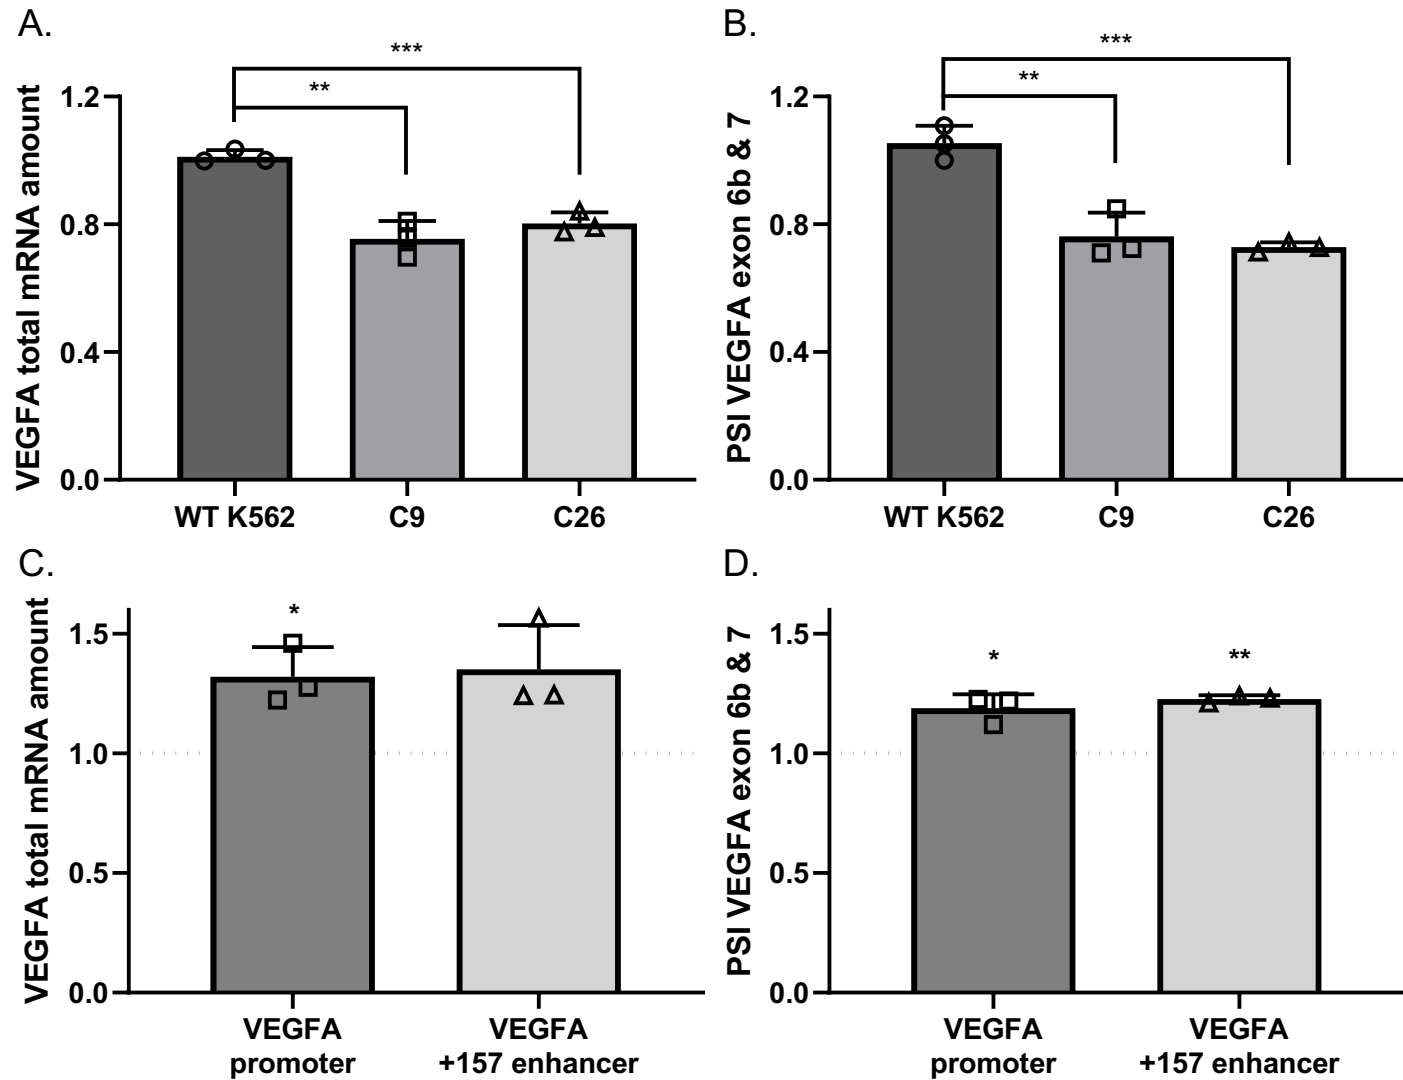 A.
VEGFA total mRNA amount
1.2
0.8
0.4
0.0
***
**
WT K562
C9
C26
B.
PSI VEGFA exon 6b & 7
1.2
0.8
0.4
0.0
***
**
WT K562
C9
C26
C.
VEGFA total mRNA amount
1.5
1.0
0.5
0.0
*
VEGFA
promoter
VEGFA
+157 enhancer
D.
PSI VEGFA exon 6b & 7
1.5
1.0
0.5
0.0
*
**
VEGFA
promoter
VEGFA
+157 enhancer